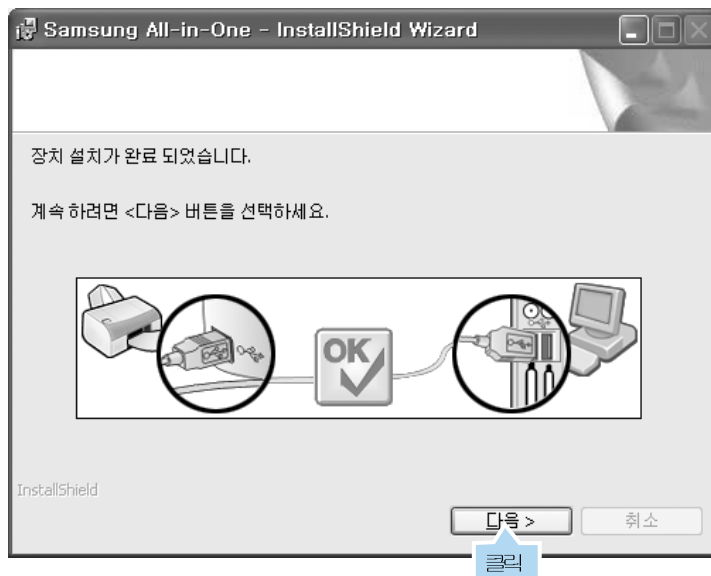 Samsung All-in-One - InstallShield Wizard
장치 설치가 완료 되었습니다.
계속 하려면 <다음> 버튼을 선택하세요.
OK
InstallShield
다음 >
취소
클릭